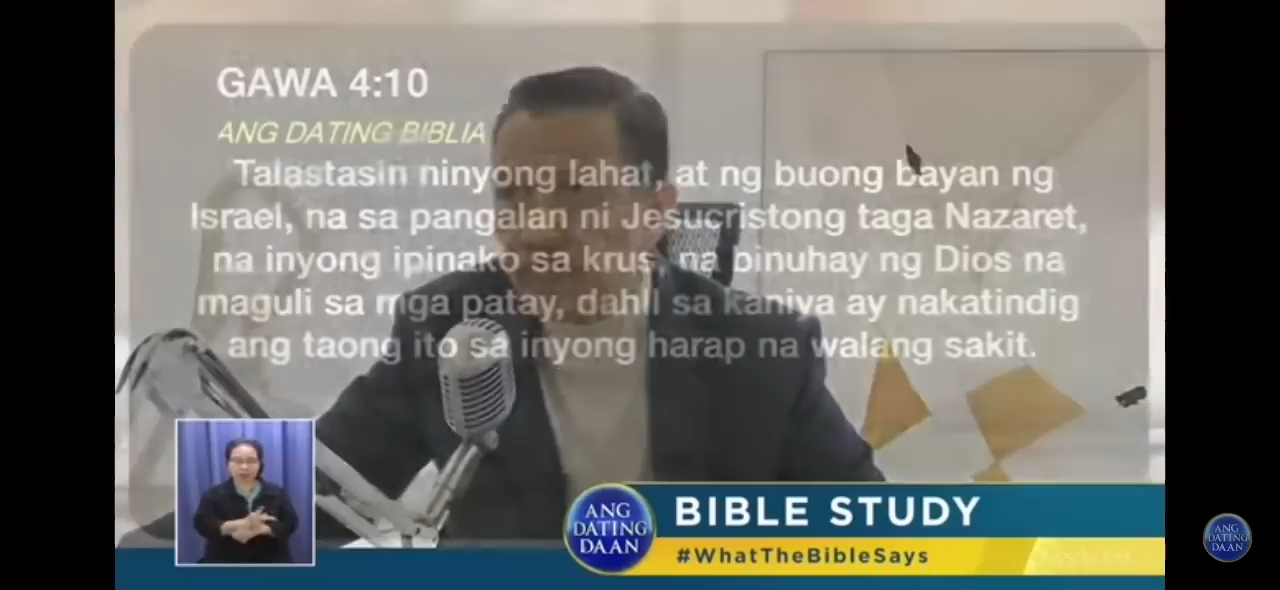 GAWA 4:10
ANG DATING BIBLIA
Talastasin ninyong lahat, at ng buong bayan ng
Israel, na sa pangalan ni Jesucristong taga Nazaret,
na inyong ipinako sa krus, na binuhay ng Dios na
maguli sa mga patay, dahil sa kaniya ay nakatindig
ang taong ito sa inyong harap na walang sakit.
ANG
DATING
DAAN
BIBLE STUDY
#WhatTheBibleSays
ANG
DATING
DAAN